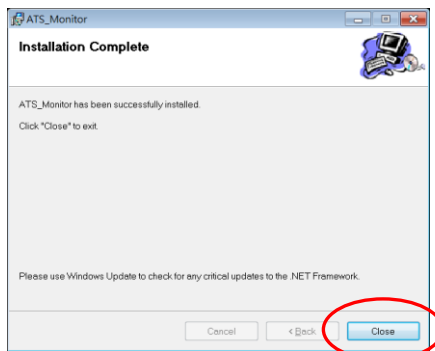 ATS_Monitor
Installation Complete
ATS_Monitor has been successfully installed.
Click "Close" to exit.
Please use Windows Update to check for any critical updates to the .NET Framework.
Cancel
< Back
Close